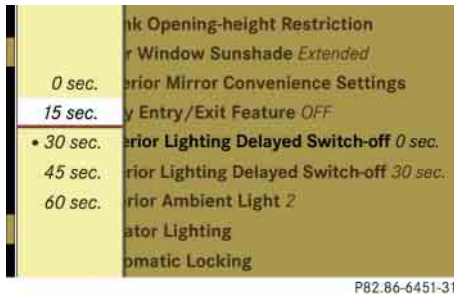 nk Opening-height Restriction
r Window Sunshade Extended
0 sec. erior Mirror Convenience Settings
15 sec. y Entry/Exit Feature OFF
• 30 sec. erior Lighting Delayed Switch-off 0 sec.
45 sec. rior Lighting Delayed Switch-off 30 sec.
60 sec. rior Ambient Light 2
ator Lighting
omatic Locking
P82.86-6451-31